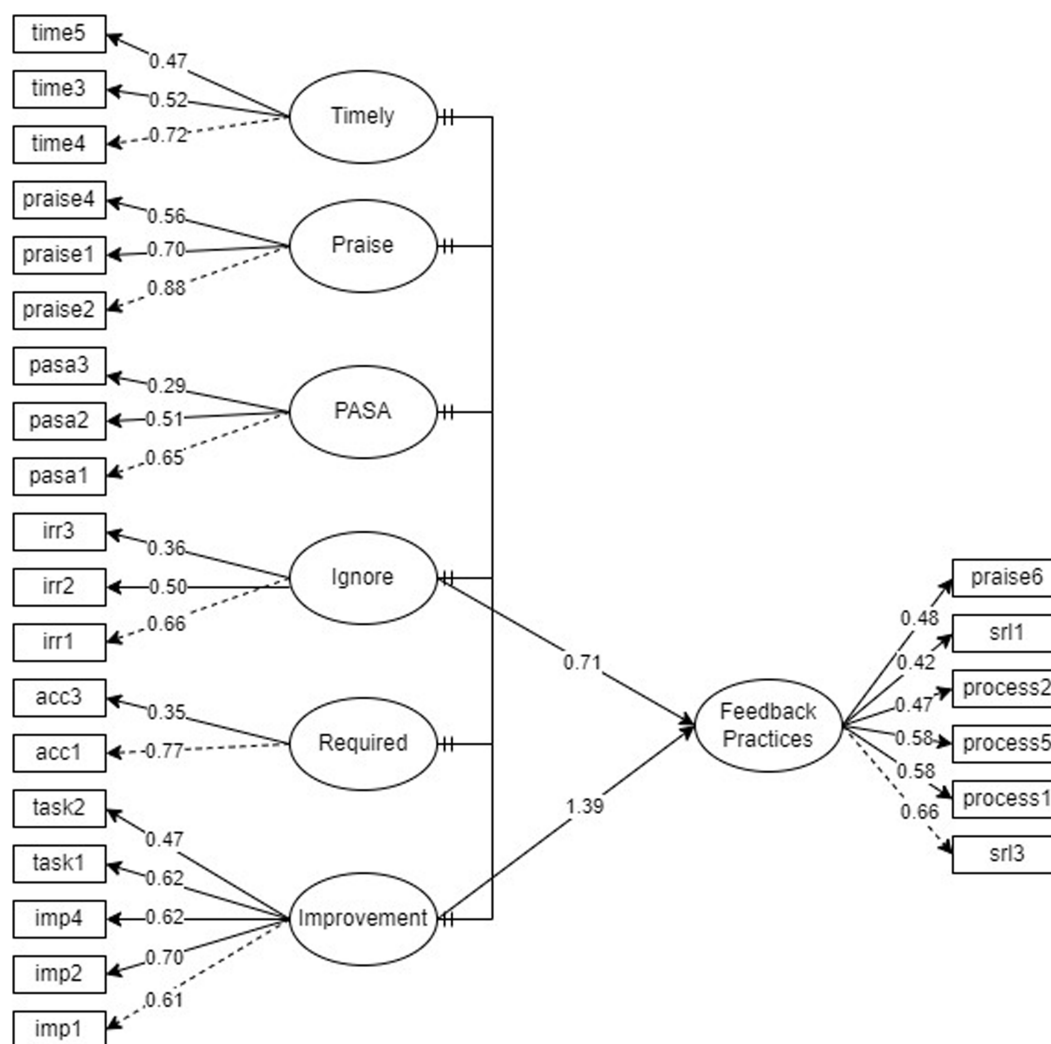 time5
0.47
time3
0.52
time4
0.72
Timely
praise4
0.56
praise1
0.70
praise2
0.88
Praise
pasa3
0.29
pasa2
0.51
pasa1
0.65
PASA
irr3
0.36
irr2
0.50
irr1
0.66
Ignore
acc3
0.35
acc1
0.77
Required
task2
0.47
task1
0.62
imp4
0.62
imp2
0.70
imp1
0.61
Improvement
0.71
1.39
Feedback
Practices
praise6
0.48
srl1
0.42
process2
0.47
process5
0.58
process1
0.58
srl3
0.66